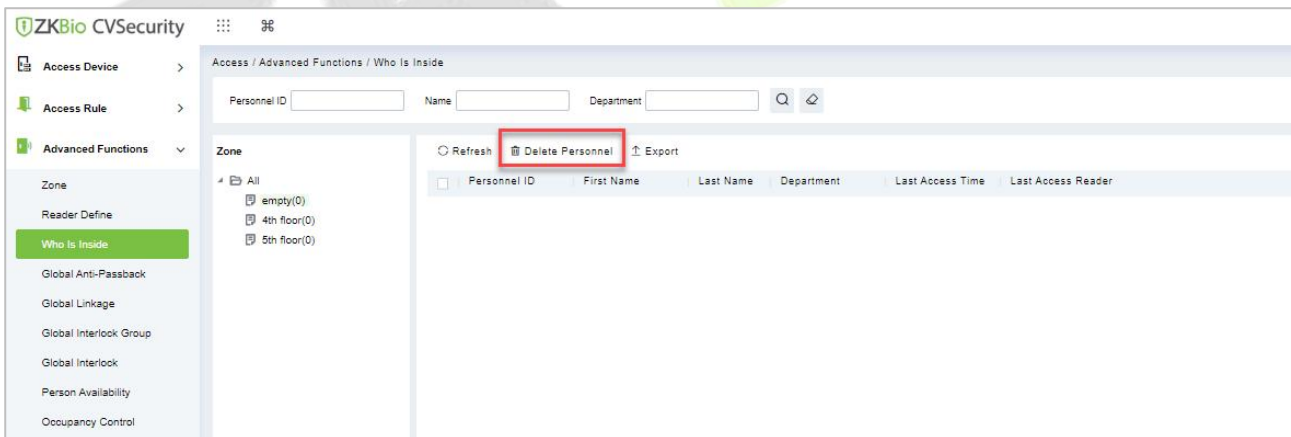 ZKBio CVSecurity
Access Device
Access Rule
Advanced Functions
Zone
Reader Define
Who Is Inside
Global Anti-Passback
Global Linkage
Global Interlock Group
Global Interlock
Person Availability
Occupancy Control
Access / Advanced Functions / Who Is Inside
Personnel ID Name Department
Zone
All
empty(0)
4th floor(0)
5th floor(0)
Refresh Delete Personnel Export
Personnel ID First Name Last Name Department Last Access Time Last Access Reader